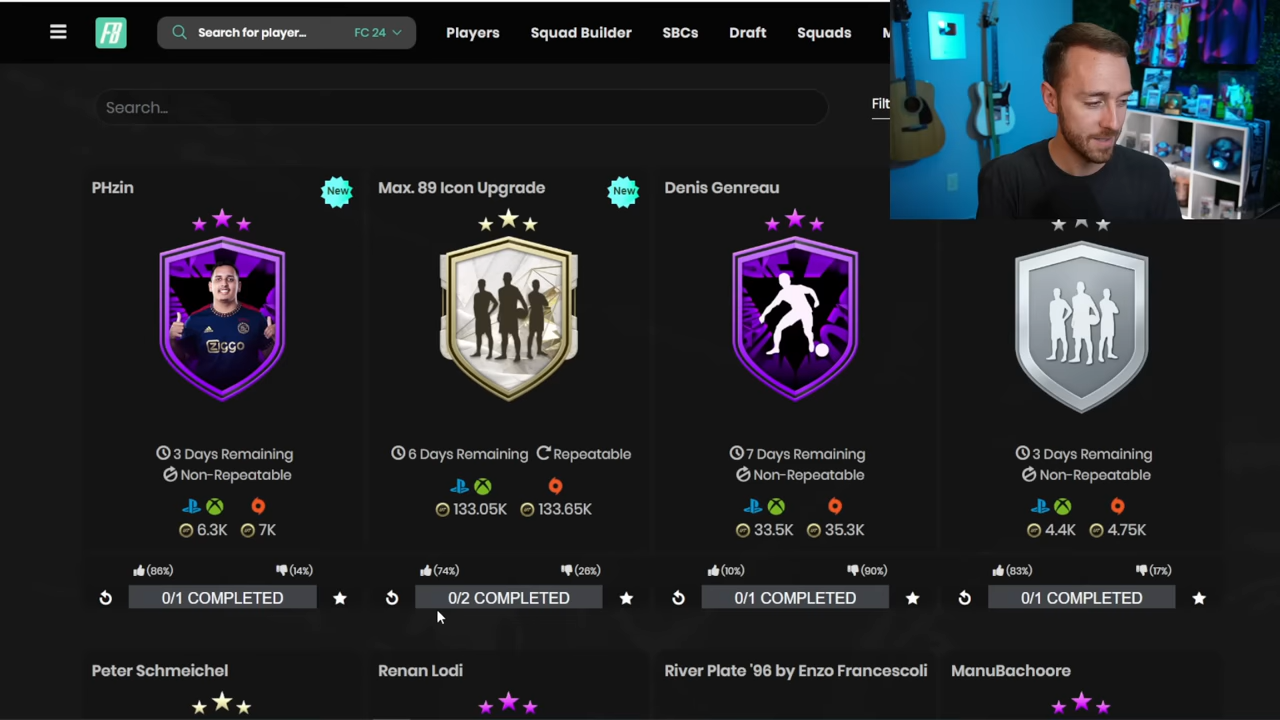 FB
Search for player...
FC 24
Players
Squad Builder
SBCs
Draft
Squads
M
Search...
Filt
PHzin
New
Max. 89 Icon Upgrade
New
Denis Genreau
Ziggo
3 Days Remaining
Non-Repeatable
6.3K
7K
(86%)
(14%)
0/1 COMPLETED
6 Days Remaining
Repeatable
133.05K
133.65K
(74%)
(26%)
0/2 COMPLETED
7 Days Remaining
Non-Repeatable
33.5K
35.3K
(10%)
(90%)
0/1 COMPLETED
3 Days Remaining
Non-Repeatable
4.4K
4.75K
(83%)
(17%)
0/1 COMPLETED
Peter Schmeichel
Renan Lodi
River Plate '96 by Enzo Francescoli
ManuBachoore